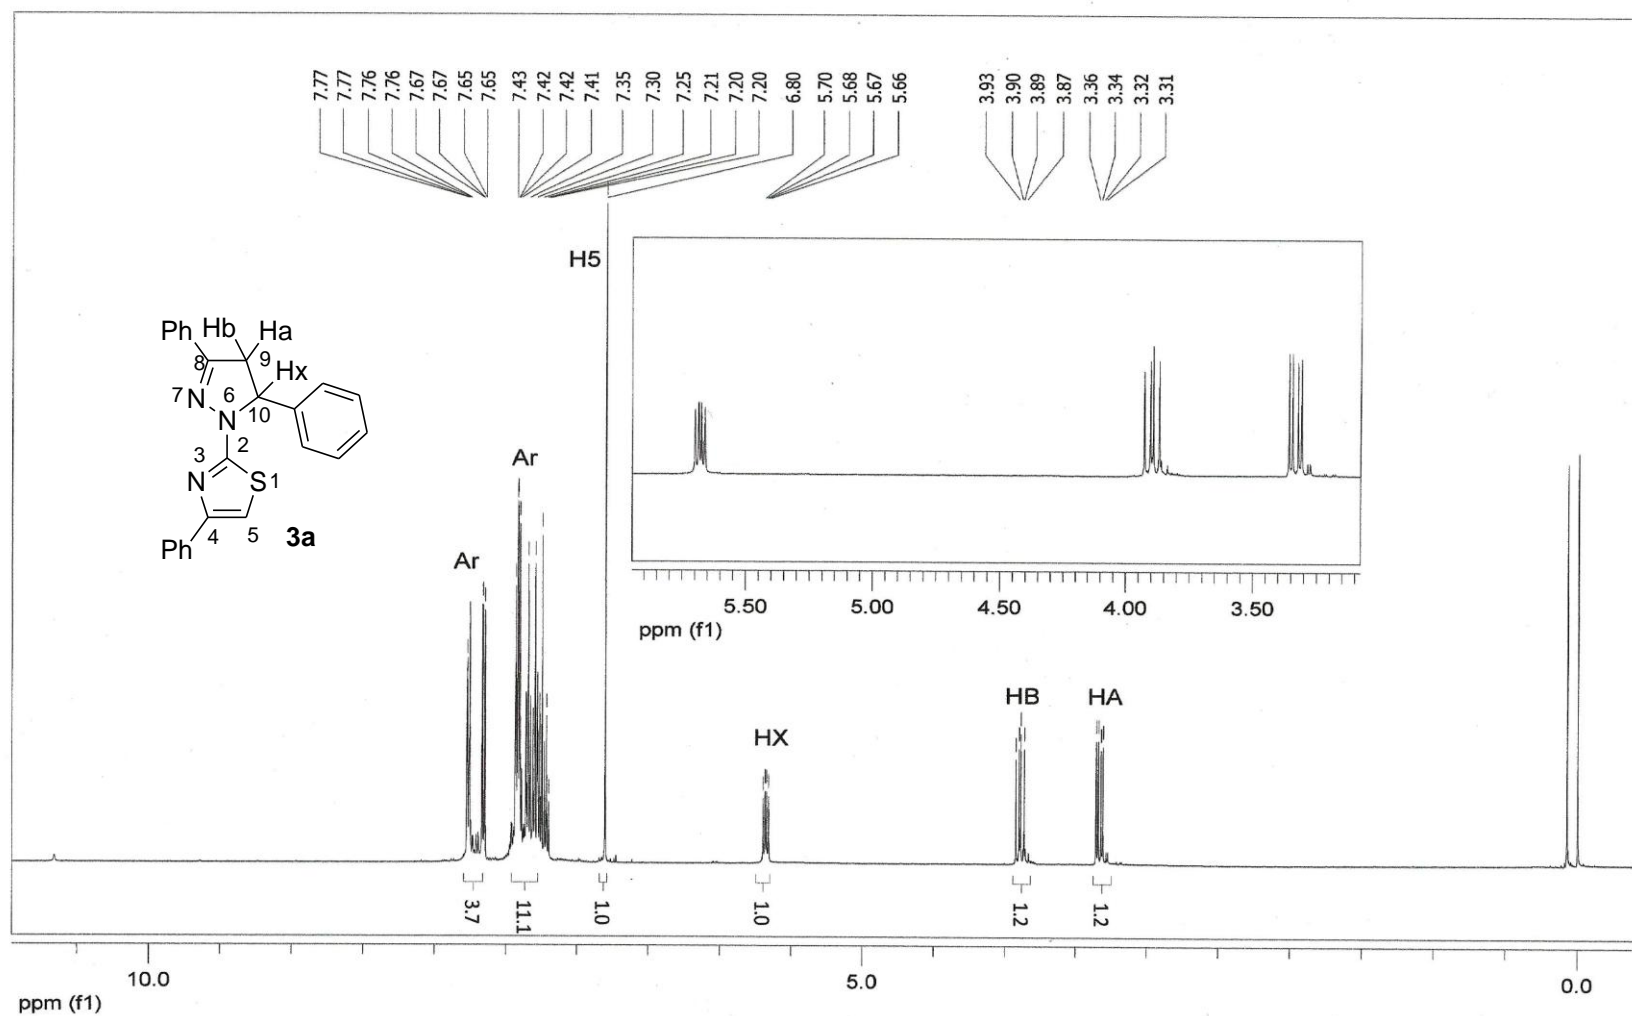 7.77 7.77 7.76 7.76 7.67 7.67 7.65 7.65 7.43 7.42 7.42 7.41 7.35 7.30 7.25 7.21 7.20 7.20 6.80 5.70 5.68 5.67 5.66 3.93 3.90 3.89 3.87 3.36 3.34 3.32 3.31
H5
Ph Hb Ha
8 9 Hx
7 N 6
N 10
2
3
N S 1
4 5 3a
Ph
Ar
Ar
5.50 5.00 4.50 4.00 3.50
ppm (f1)
HX HB HA
3.7 11.1 1.0 1.0 1.2 1.2
10.0 5.0 0.0
ppm (f1)